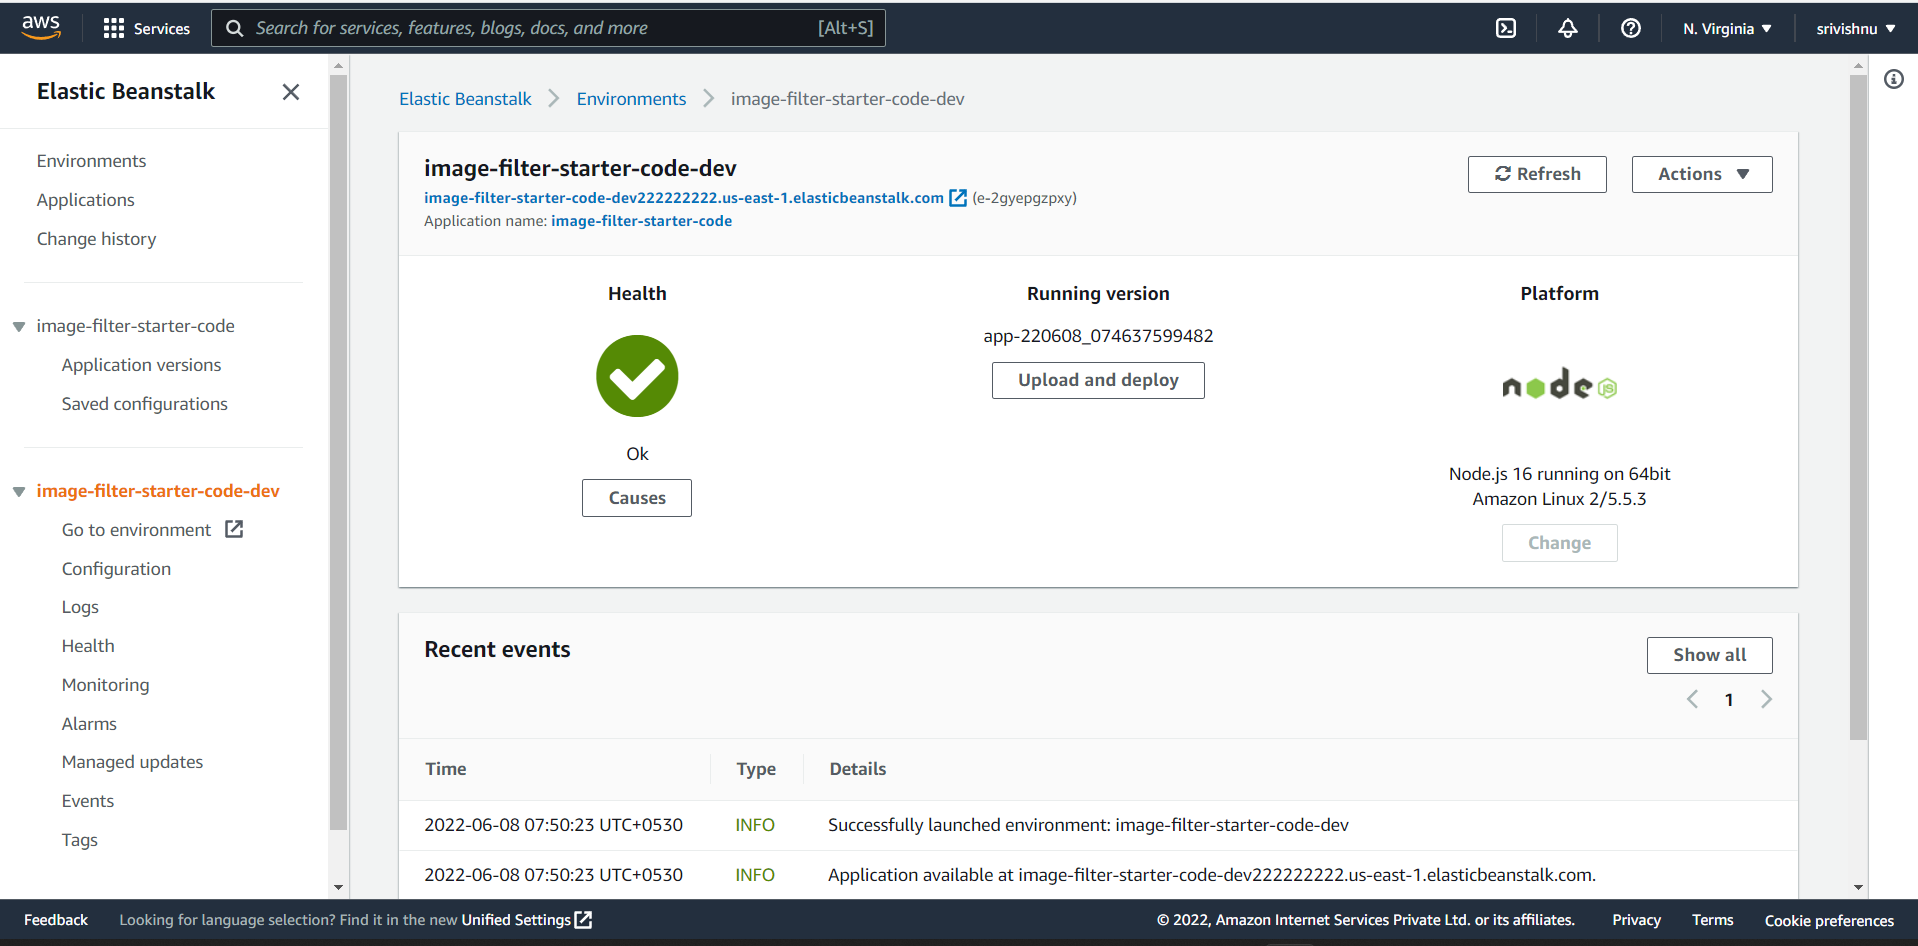 aws
Services
Search for services, features, blogs, docs, and more
[Alt+S]
N. Virginia
srivishnu
Elastic Beanstalk
Environments
Applications
Change history
image-filter-starter-code
Application versions
Saved configurations
image-filter-starter-code-dev
Go to environment
Configuration
Logs
Health
Monitoring
Alarms
Managed updates
Events
Tags
Elastic Beanstalk
Environments
image-filter-starter-code-dev
image-filter-starter-code-dev
image-filter-starter-code-dev222222222.us-east-1.elasticbeanstalk.com (e-2gyepgzpxy)
Application name: image-filter-starter-code
Refresh
Actions
Health
Ok
Causes
Running version
app-220608_074637599482
Upload and deploy
Platform
node JS
Node.js 16 running on 64bit
Amazon Linux 2/5.5.3
Change
Recent events
Show all
1
Time Type Details
2022-06-08 07:50:23 UTC+0530 INFO Successfully launched environment: image-filter-starter-code-dev
2022-06-08 07:50:23 UTC+0530 INFO Application available at image-filter-starter-code-dev222222222.us-east-1.elasticbeanstalk.com.
Feedback
Looking for language selection? Find it in the new Unified Settings
© 2022, Amazon Internet Services Private Ltd. or its affiliates.
Privacy
Terms
Cookie preferences